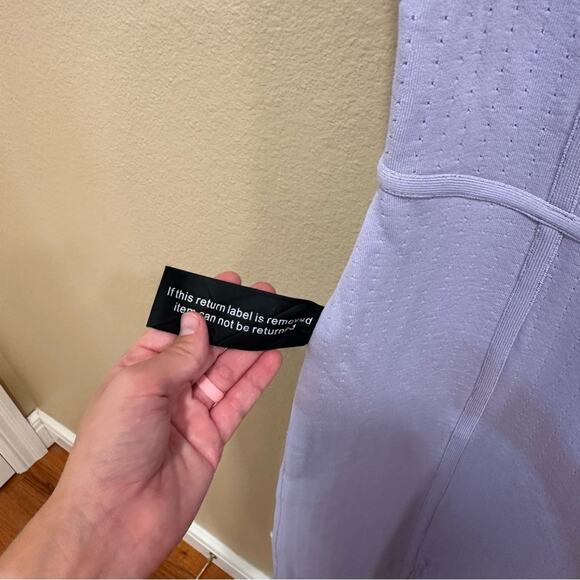 If this return label is removed
item can not be returned